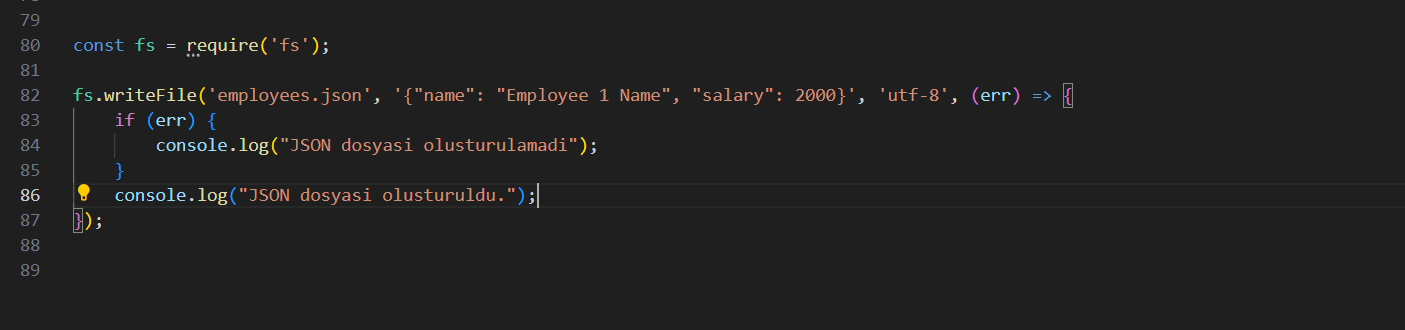 79
80 const fs = require('fs');
81
82 fs.writeFile('employees.json', '{"name": "Employee 1 Name", "salary": 2000}', 'utf-8', (err) => {
83     if (err) {
84         console.log("JSON dosyasi olusturulamadi");
85     }
86     console.log("JSON dosyasi olusturuldu.");
87 });
88
89